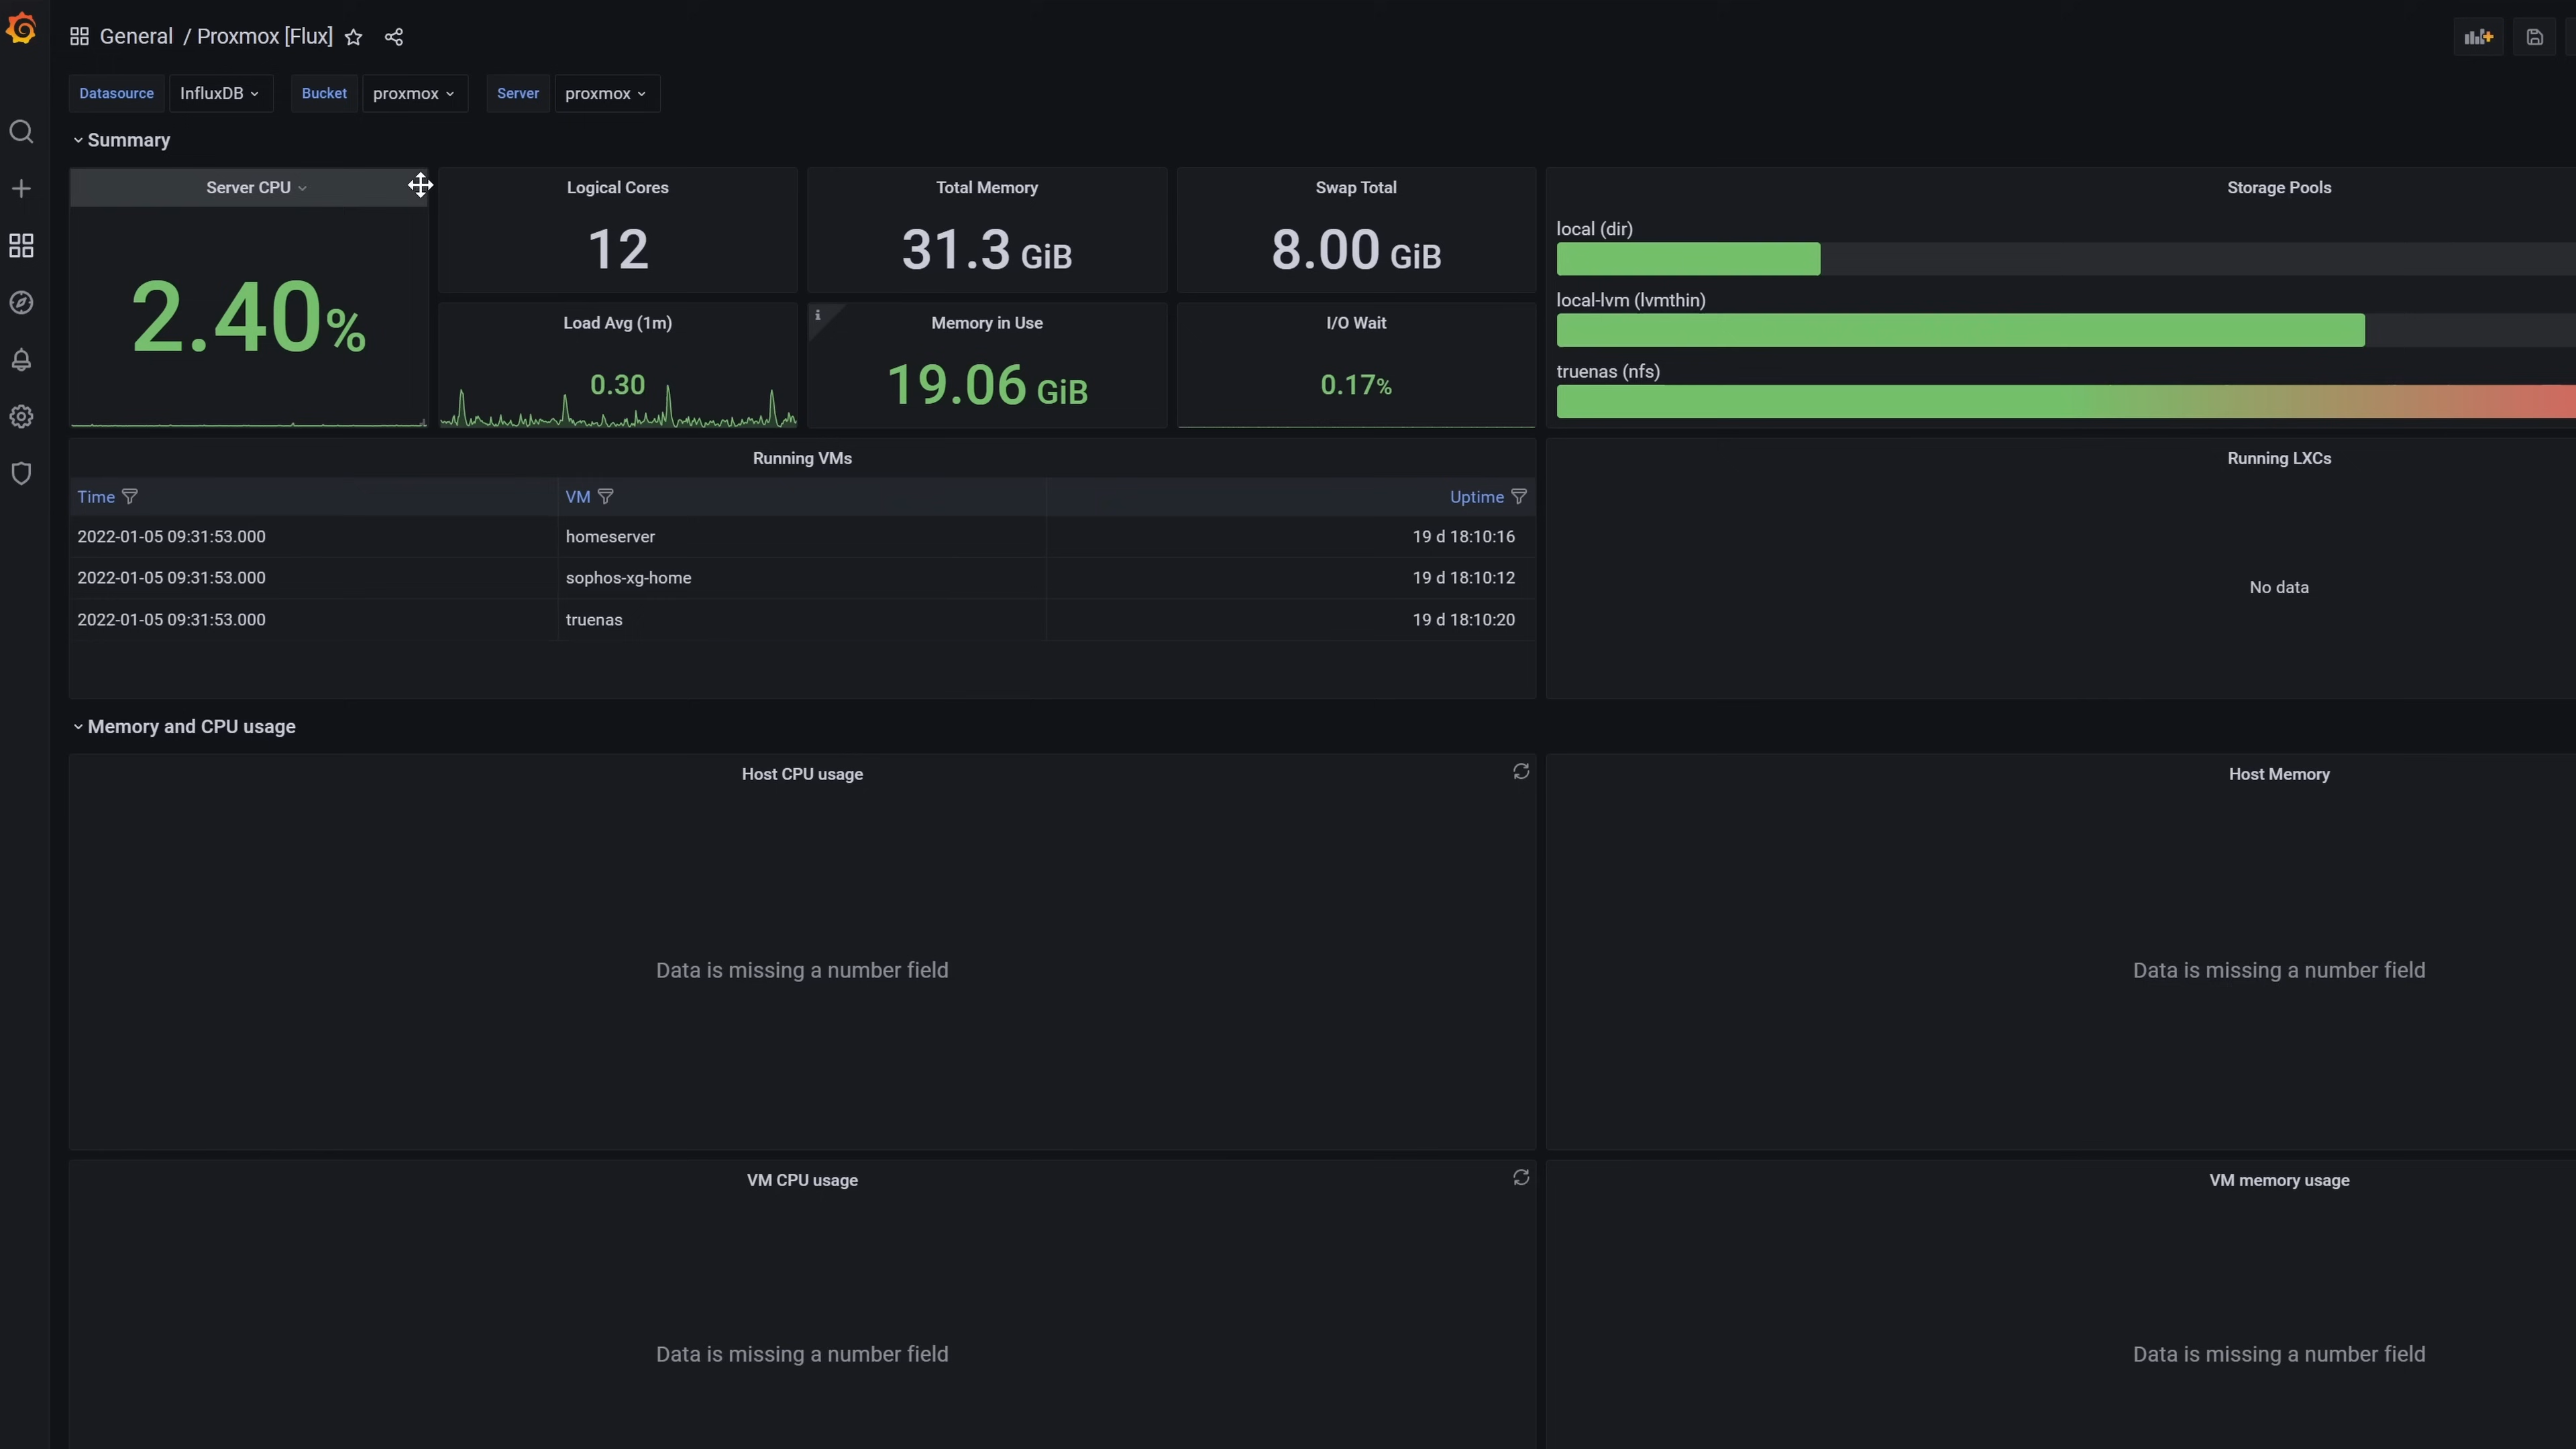 General / Proxmox [Flux]
Datasource InfluxDB Bucket proxmox Server proxmox
Summary
Server CPU
2.40%
Logical Cores
12
Total Memory
31.3 GiB
Swap Total
8.00 GiB
Load Avg (1m)
0.30
Memory in Use
19.06 GiB
I/O Wait
0.17%
Storage Pools
local (dir)
local-lvm (lvmthin)
truenas (nfs)
Running VMs
Time VM Uptime
2022-01-05 09:31:53.000 homeserver 19 d 18:10:16
2022-01-05 09:31:53.000 sophos-xg-home 19 d 18:10:12
2022-01-05 09:31:53.000 truenas 19 d 18:10:20
Running LXCs
No data
Memory and CPU usage
Host CPU usage
Data is missing a number field
Host Memory
Data is missing a number field
VM CPU usage
Data is missing a number field
VM memory usage
Data is missing a number field